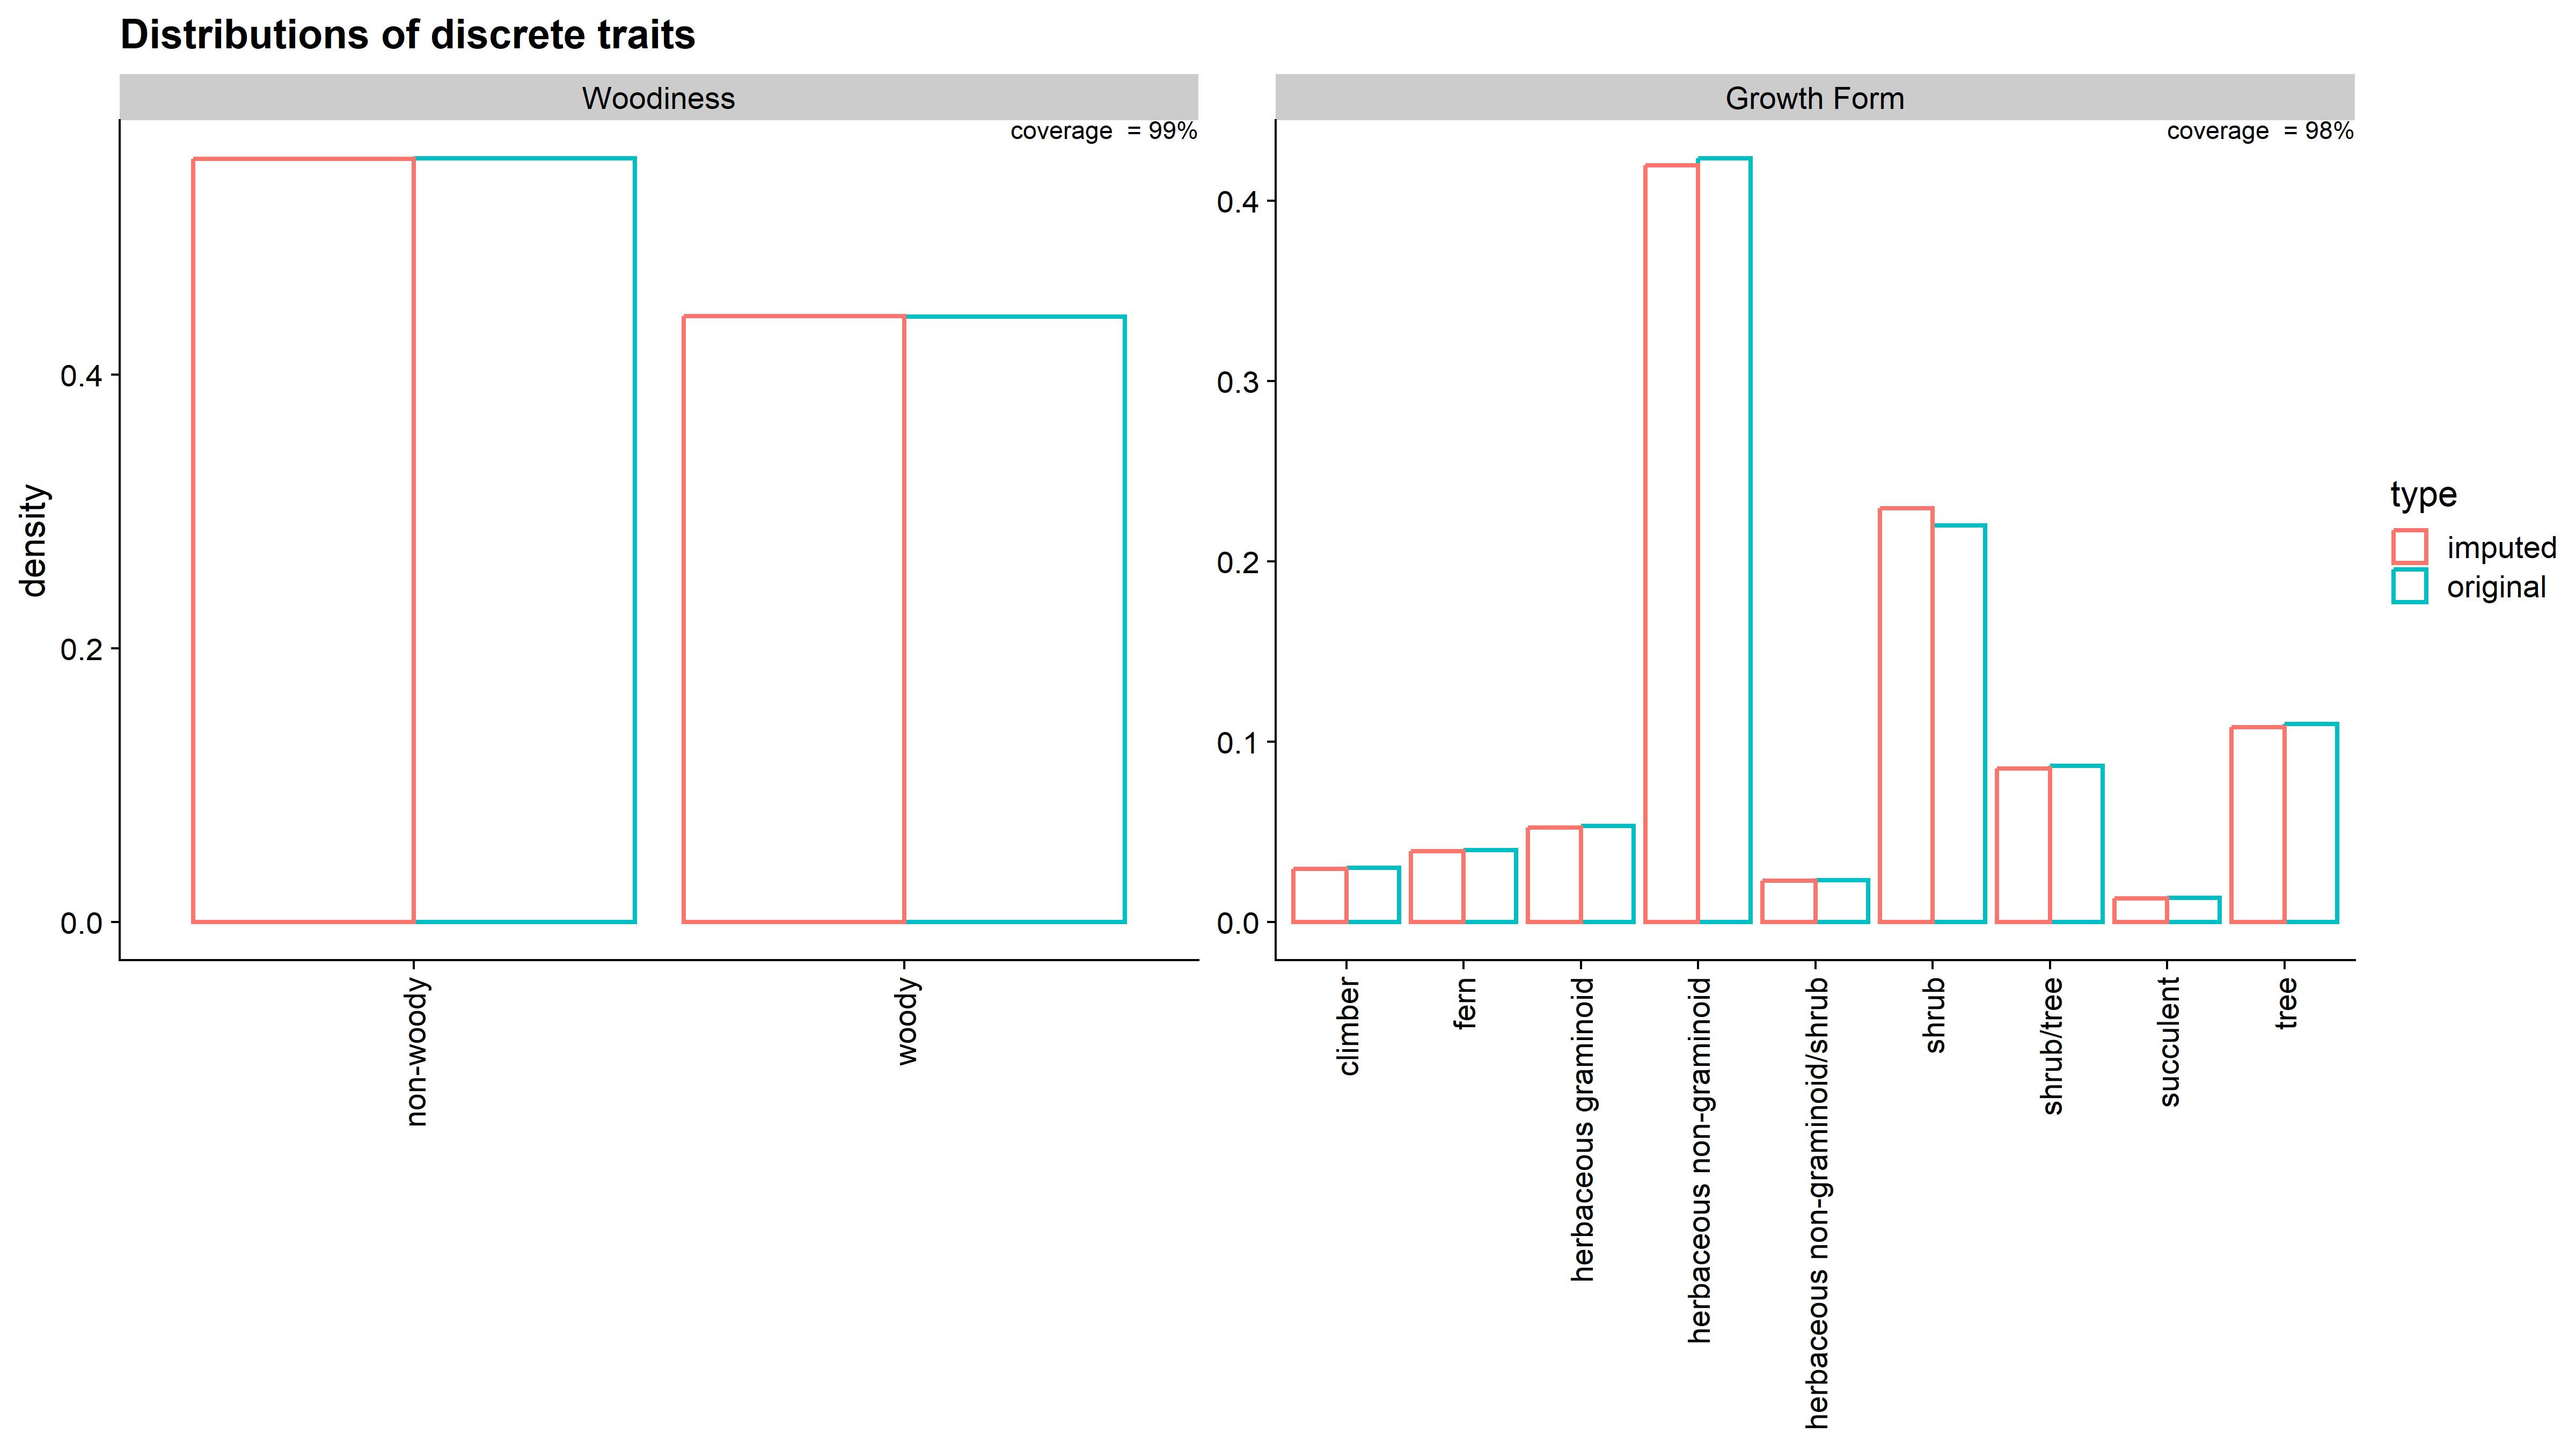 Distributions of discrete traits
Woodiness
Growth Form
coverage  = 99%
coverage  = 98%
density
0.4
0.2
0.0
0.4
0.3
0.2
0.1
0.0
non-woody
woody
climber
fern
herbaceous graminoid
herbaceous non-graminoid
herbaceous non-graminoid/shrub
shrub
shrub/tree
succulent
tree
type
imputed
original